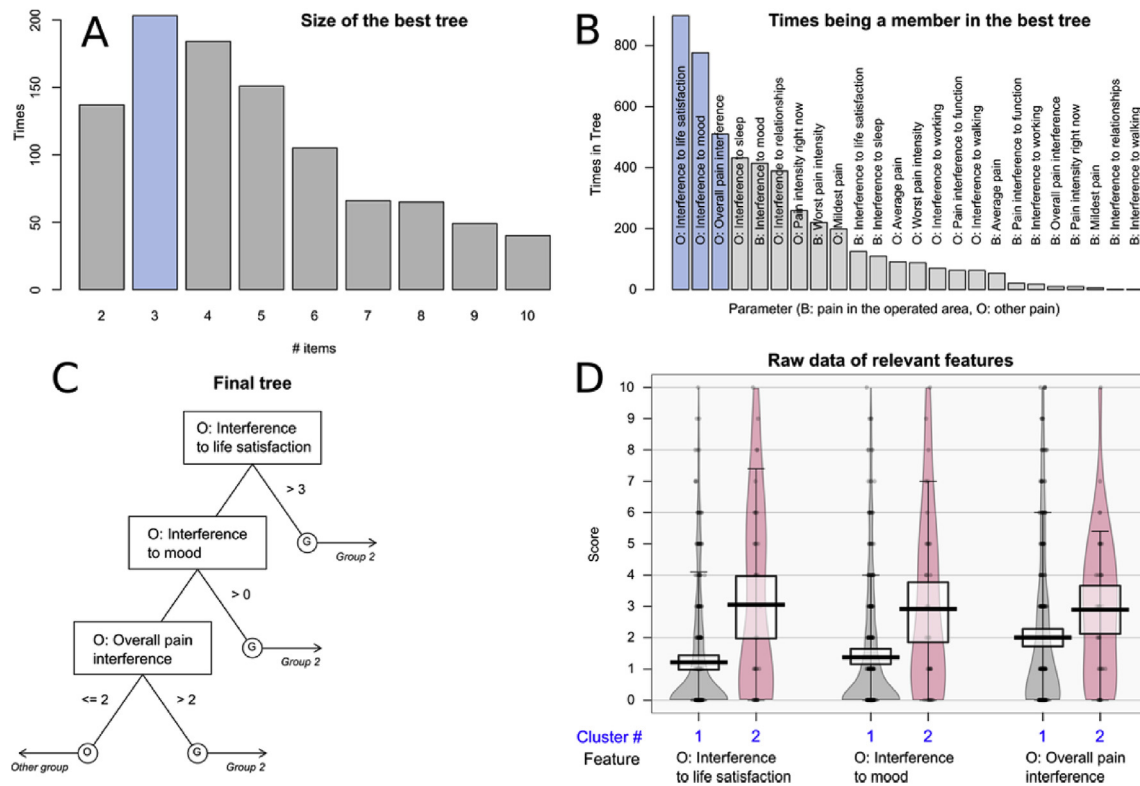 A
Size of the best tree
Times
200
150
100
50
0
2 3 4 5 6 7 8 9 10
# items
B
Times being a member in the best tree
Times in Tree
800
600
400
200
0
O: Interference to life satisfaction
O: Interference to mood
O: Overall pain interference
O: Interference to sleep
B: Interference to mood
O: Interference to relationships
O: Pain intensity right now
B: Worst pain intensity
O: Mildest pain
B: Interference to life satisfaction
B: Interference to sleep
O: Average pain
O: Worst pain intensity
O: Interference to working
O: Pain interference to function
O: Interference to walking
B: Average pain
B: Pain interference to function
B: Interference to working
B: Overall pain interference
B: Pain intensity right now
B: Mildest pain
B: Interference to relationships
B: Interference to walking
Parameter (B: pain in the operated area, O: other pain)
C
Final tree
O: Interference
to life satisfaction
> 3
G
Group 2
O: Interference
to mood
> 0
G
Group 2
O: Overall pain
interference
<= 2
> 2
O
G
Other group
Group 2
D
Raw data of relevant features
Score
10
9
8
7
6
5
4
3
2
1
0
Cluster # 1 2 1 2 1 2
Feature
O: Interference
to life satisfaction
O: Interference
to mood
O: Overall pain
interference